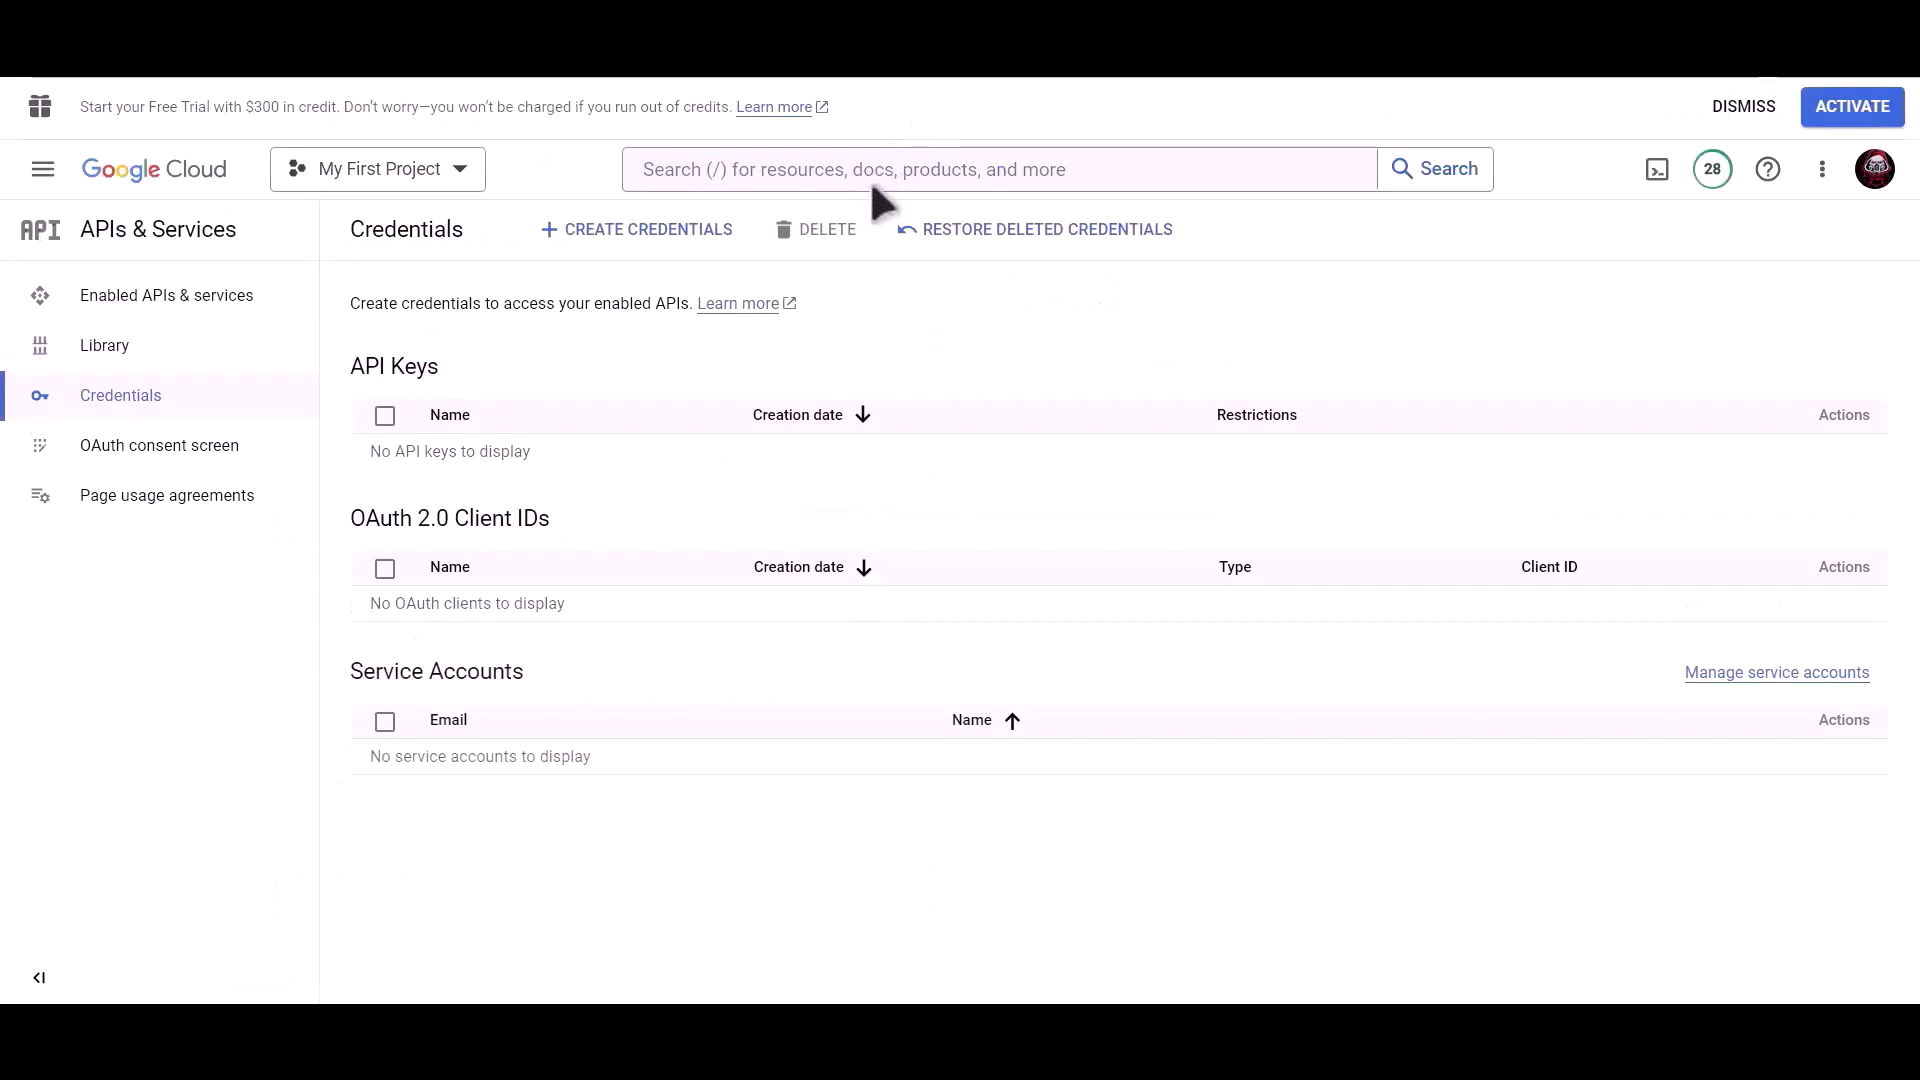 Start your Free Trial with $300 in credit. Don't worry—you won't be charged if you run out of credits. Learn more
DISMISS
ACTIVATE
Google Cloud
My First Project
Search (/) for resources, docs, products, and more
Search
28
API
APIs & Services
Credentials
CREATE CREDENTIALS
DELETE
RESTORE DELETED CREDENTIALS
Enabled APIs & services
Library
Credentials
OAuth consent screen
Page usage agreements
Create credentials to access your enabled APIs. Learn more
API Keys
Name Creation date Restrictions Actions
No API keys to display
OAuth 2.0 Client IDs
Name Creation date Type Client ID Actions
No OAuth clients to display
Service Accounts
Manage service accounts
Email Name Actions
No service accounts to display